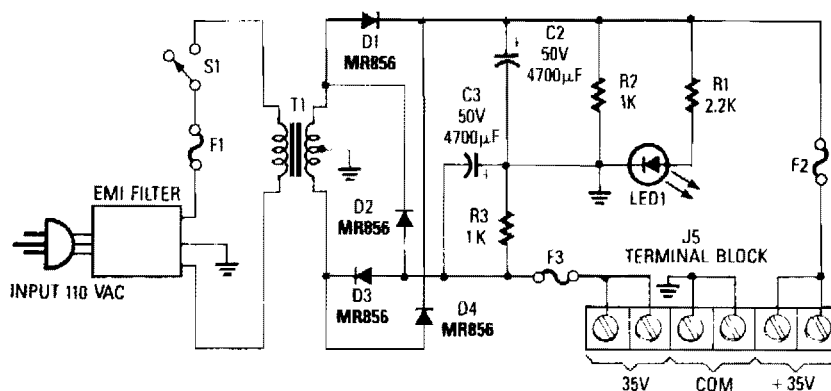 S1
F1
EMI FILTER
INPUT 110 VAC
T1
D1
MR856
D2
MR856
D3
MR856
D4
MR856
C2
50V
4700μF
C3
50V
4700μF
+
+
R2
1K
R1
2.2K
LED1
R3
1K
F3
F2
J5
TERMINAL BLOCK
35V
COM
+ 35V